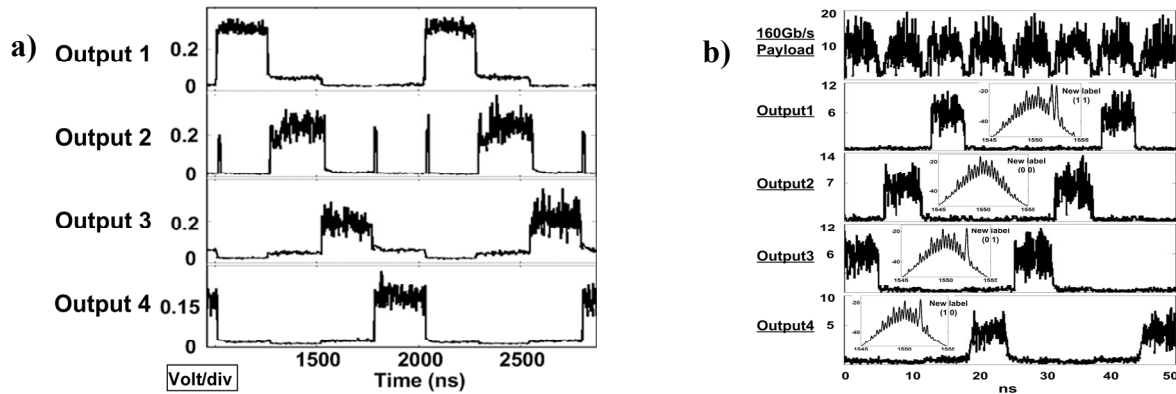 a)
Output 1
0.2
0
Output 2
0.2
0
Output 3
0.2
0
Output 4
0.15
0
1500 2000 2500
Volt/div
Time (ns)
b)
160Gb/s
Payload
20
10
Output1
12
6
-20
-40
New label
(1 1)
1545 1550 1555
Output2
14
7
-20
-40
New label
(0 0)
1545 1550 1555
Output3
12
6
-20
-40
New label
(0 1)
1545 1550 1555
Output4
10
5
-20
-40
New label
(1 0)
1545 1550 1555
0 10 20 30 40 50
ns